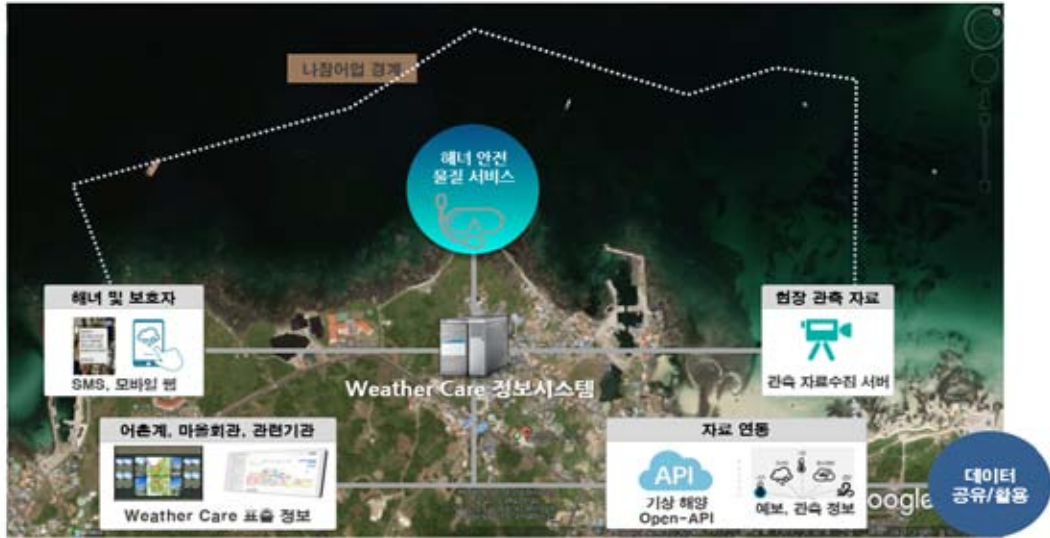 나잠어업 경계
해녀 안전
물질 서비스
해녀 및 보호자
SMS, 모바일 웹
현장 관측 자료
관측 자료수집 서버
Weather Care 정보시스템
어촌계, 마을회관, 관련기관
Weather Care 표출 정보
자료 연동
API
기상 해양
Open-API
예보, 관측 정보
Google
데이터
공유/활용